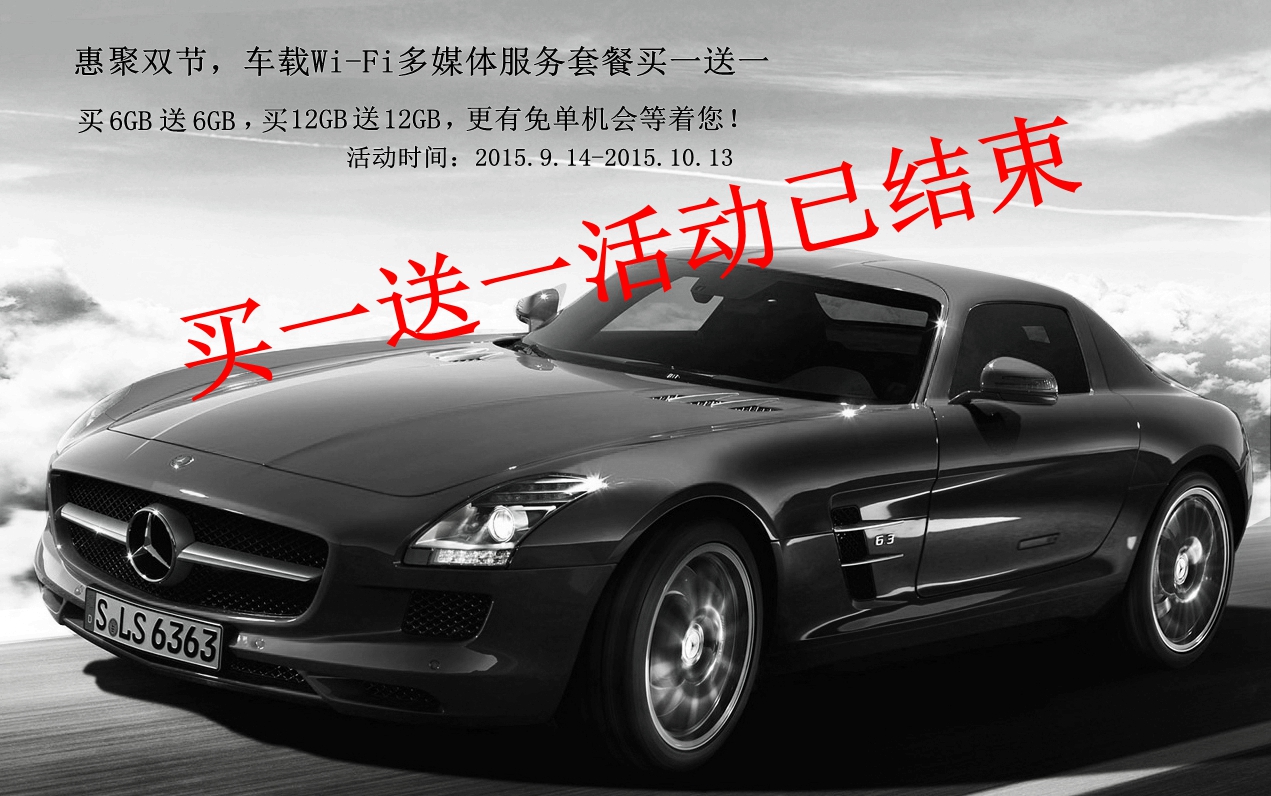 惠聚双节，车载Wi-Fi多媒体服务套餐买一送一
买6GB送6GB，买12GB送12GB，更有免单机会等着您！
活动时间：2015.9.14-2015.10.13
买一送一活动已结束
63
S LS 6363